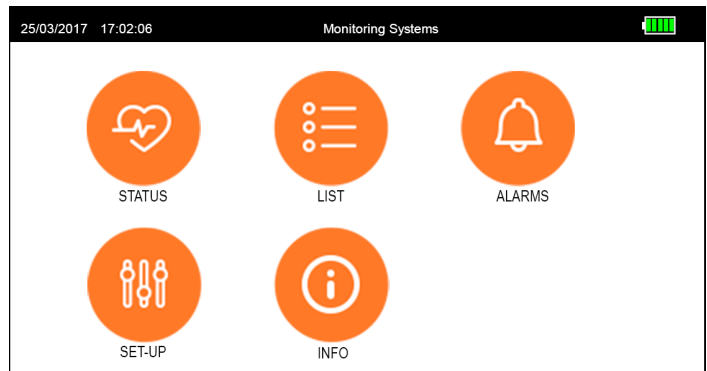 25/03/2017 17:02:06 Monitoring Systems
STATUS LIST ALARMS
SET-UP INFO